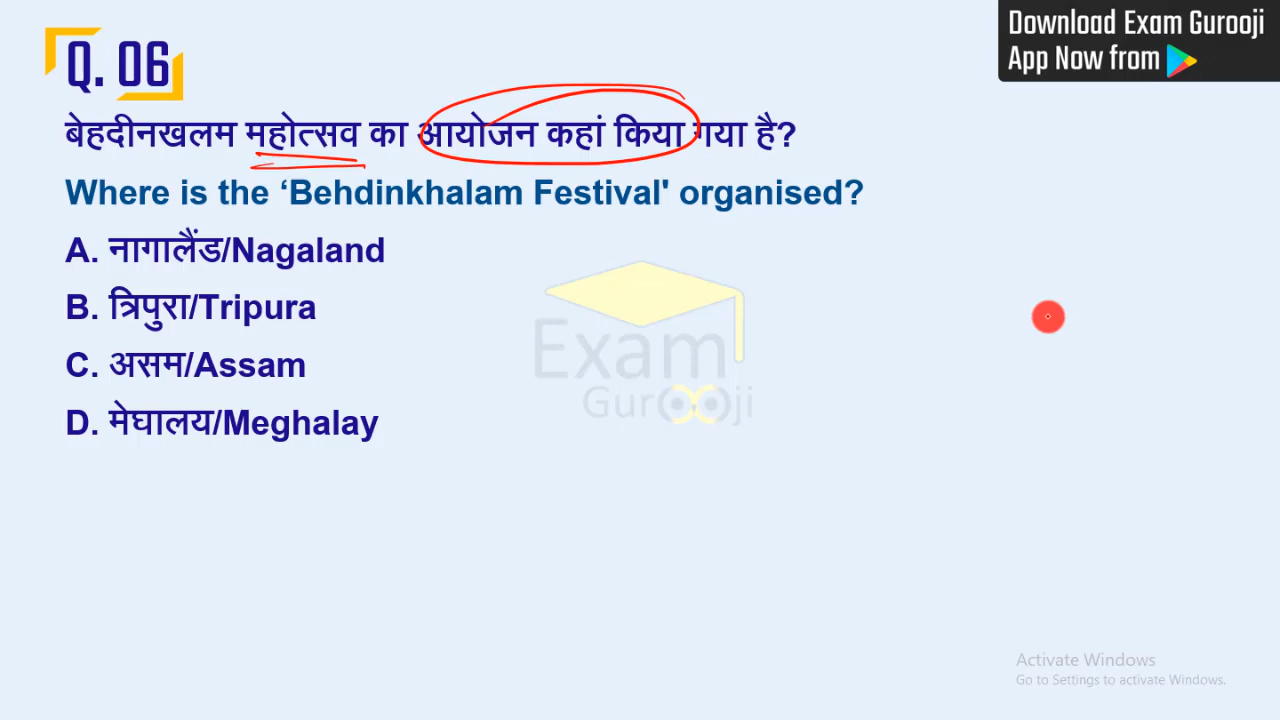 Download Exam Gurooji
App Now from
Q. 06
बेहदीनखलम महोत्सव का आयोजन कहां किया गया है?
Where is the ‘Behdinkhalam Festival' organised?
A. नागालैंड/Nagaland
B. त्रिपुरा/Tripura
C. असम/Assam
D. मेघालय/Meghalay
Exam
Gurooji
Activate Windows
Go to Settings to activate Windows.